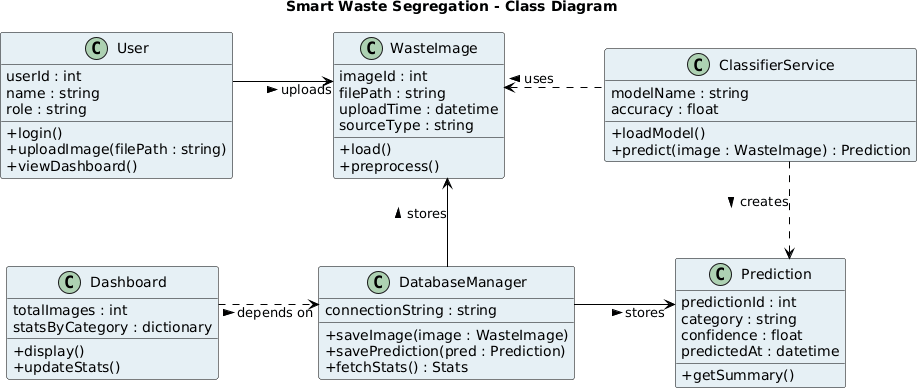 Smart Waste Segregation - Class Diagram
C User
userId : int
name : string
role : string
+login()
+uploadImage(filePath : string)
+viewDashboard()
uploads
C WasteImage
imageId : int
filePath : string
uploadTime : datetime
sourceType : string
+load()
+preprocess()
uses
C ClassifierService
modelName : string
accuracy : float
+loadModel()
+predict(image : WasteImage) : Prediction
stores
creates
C Dashboard
totalImages : int
statsByCategory : dictionary
+display()
+updateStats()
depends on
C DatabaseManager
connectionString : string
+saveImage(image : WasteImage)
+savePrediction(pred : Prediction)
+fetchStats() : Stats
stores
C Prediction
predictionId : int
category : string
confidence : float
predictedAt : datetime
+getSummary()